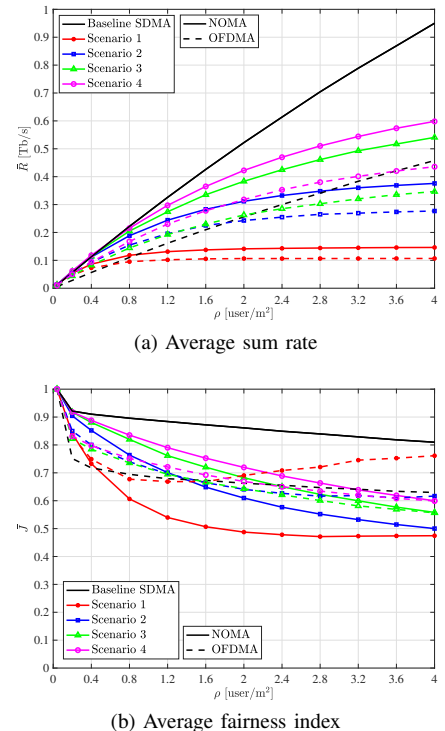 1
0.9
0.8
0.7
0.6
0.5
0.4
0.3
0.2
0.1
0
R̄ [Tb/s]
Baseline SDMA
Scenario 1
Scenario 2
Scenario 3
Scenario 4
NOMA
OFDMA
0 0.4 0.8 1.2 1.6 2 2.4 2.8 3.2 3.6 4
ρ [user/m²]
(a) Average sum rate
1
0.9
0.8
0.7
0.6
0.5
0.4
0.3
0.2
0.1
0
J̄
Baseline SDMA
Scenario 1
Scenario 2
Scenario 3
Scenario 4
NOMA
OFDMA
0 0.4 0.8 1.2 1.6 2 2.4 2.8 3.2 3.6 4
ρ [user/m²]
(b) Average fairness index